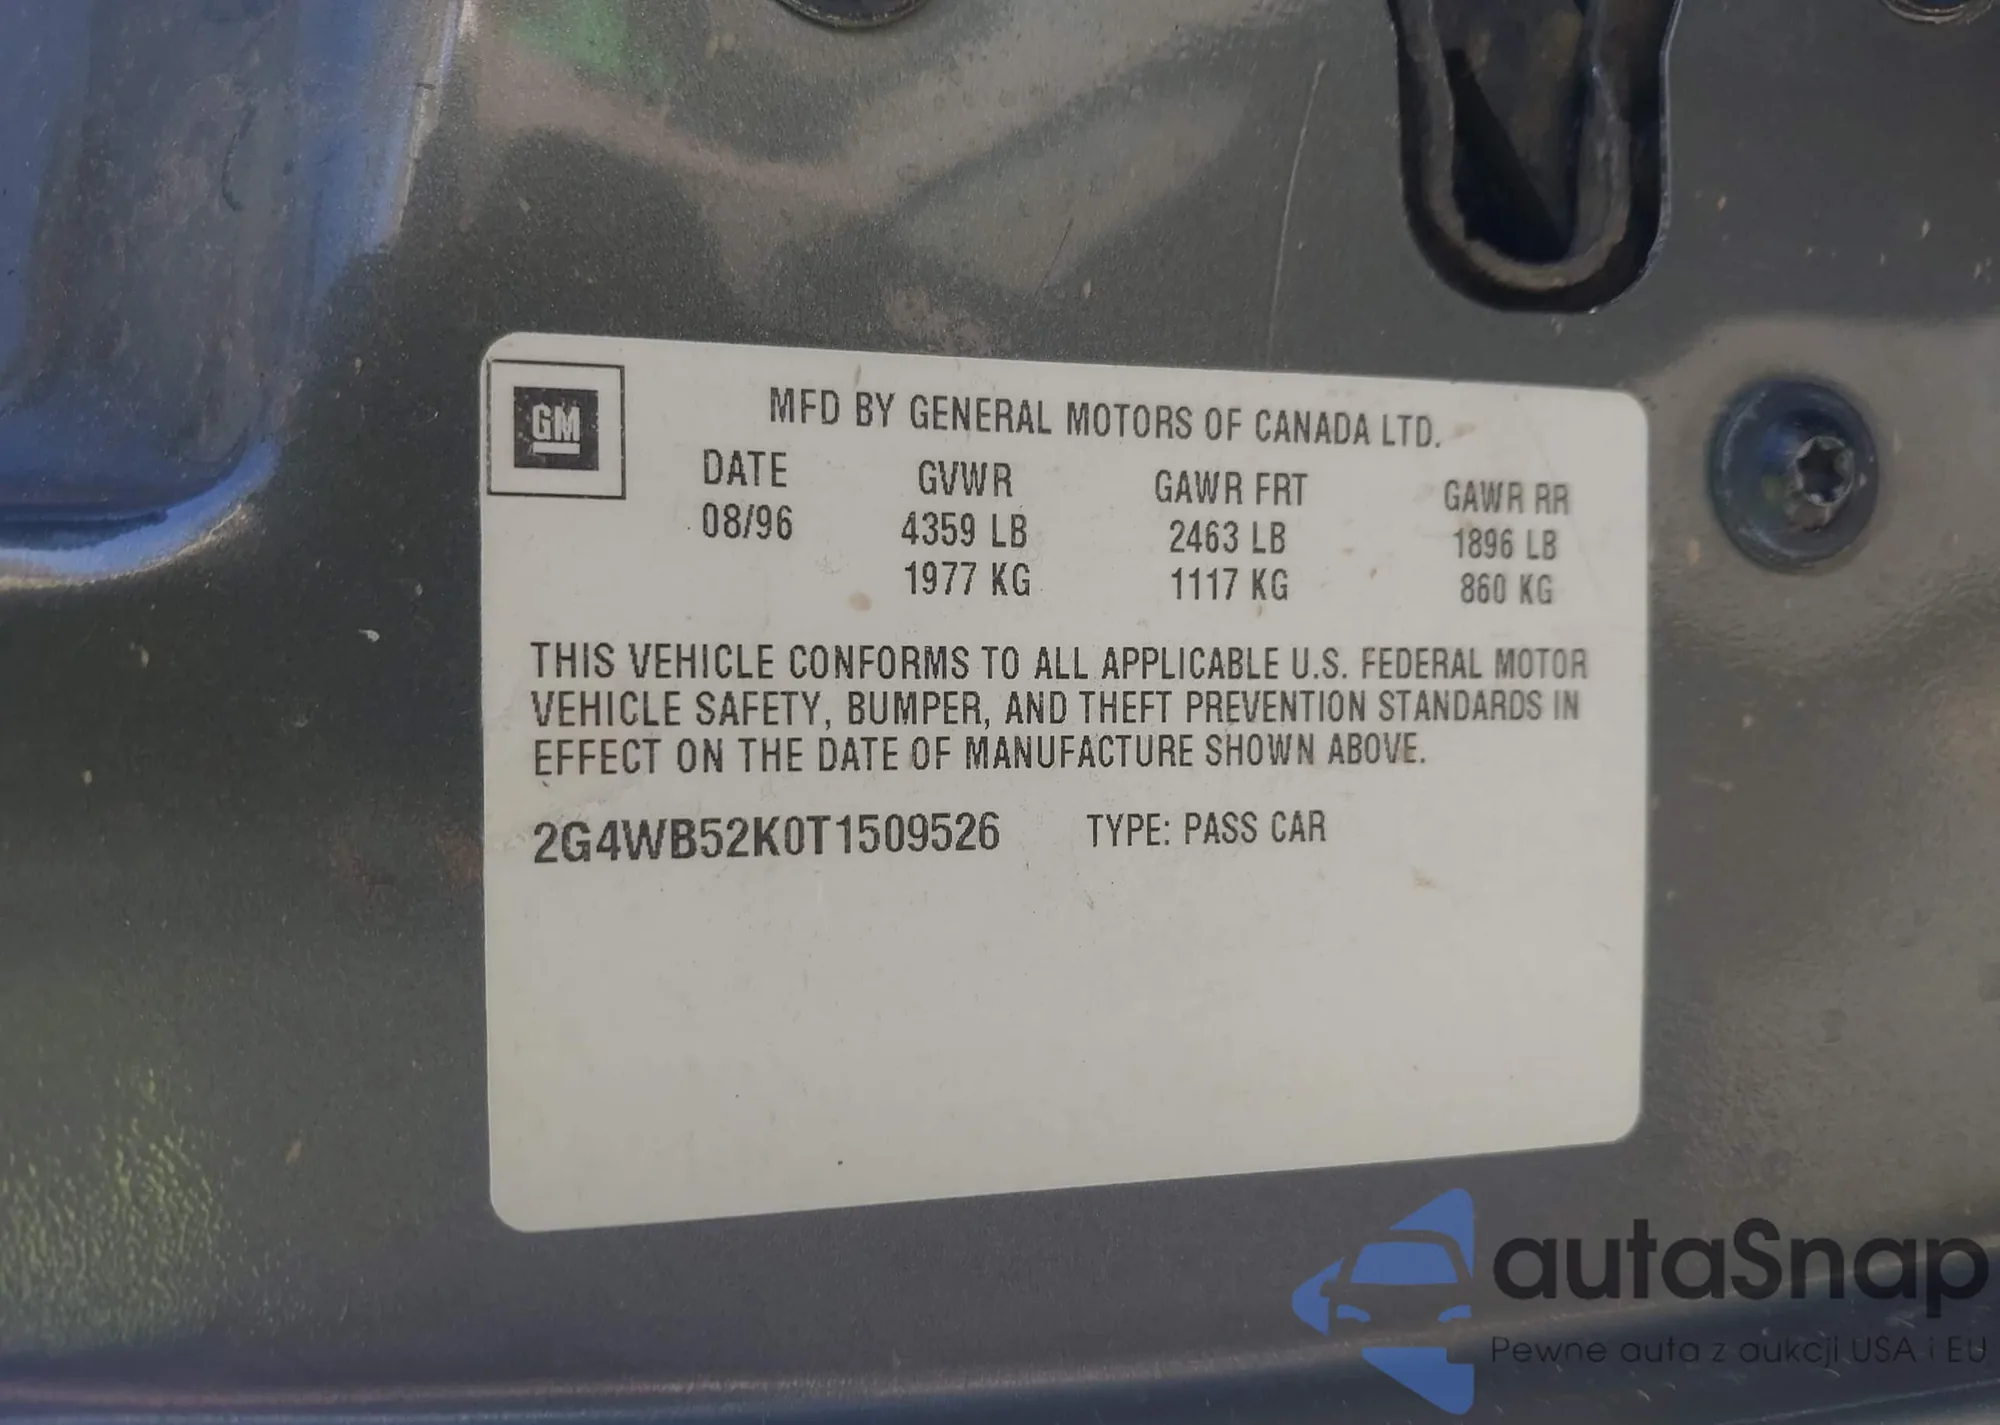 GM
MFD BY GENERAL MOTORS OF CANADA LTD.
DATE GVWR GAWR FRT GAWR RR
08/96 4359 LB 2463 LB 1896 LB
1977 KG 1117 KG 860 KG
THIS VEHICLE CONFORMS TO ALL APPLICABLE U.S. FEDERAL MOTOR
VEHICLE SAFETY, BUMPER, AND THEFT PREVENTION STANDARDS IN
EFFECT ON THE DATE OF MANUFACTURE SHOWN ABOVE.
2G4WB52K0T1509526 TYPE: PASS CAR
autaSnap
Pewne auta z aukcji USA i EU